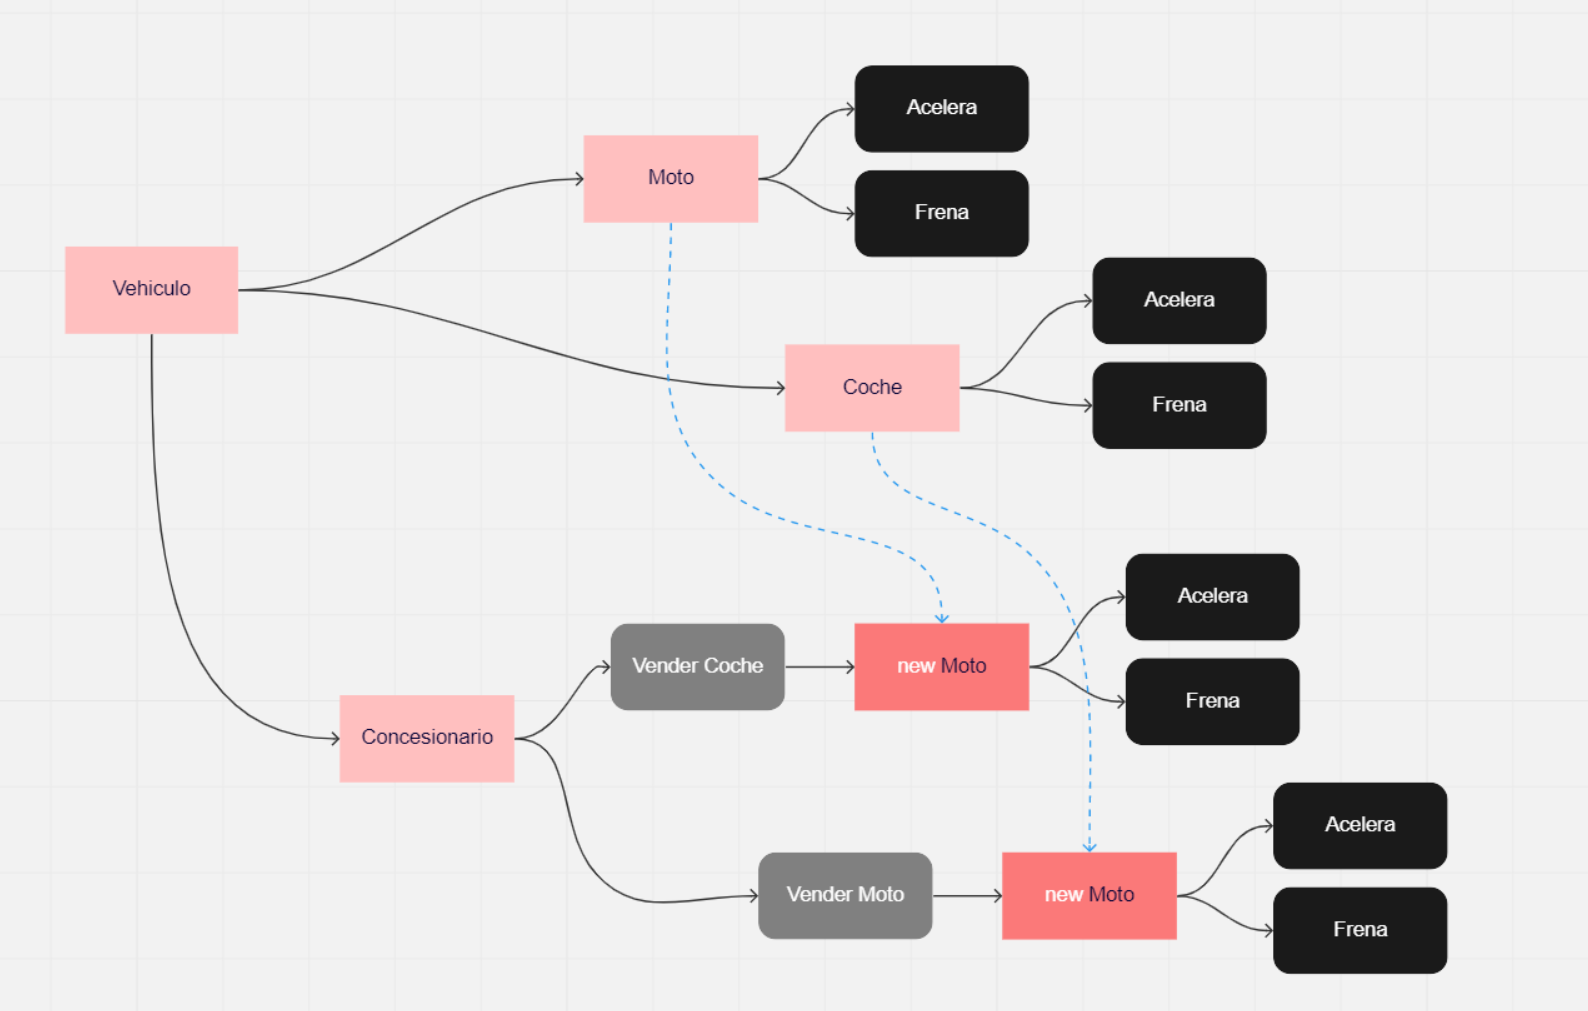 Acelera
Moto
Frena
Vehiculo
Acelera
Coche
Frena
Acelera
Vender Coche
new Moto
Frena
Concesionario
Acelera
Vender Moto
new Moto
Frena